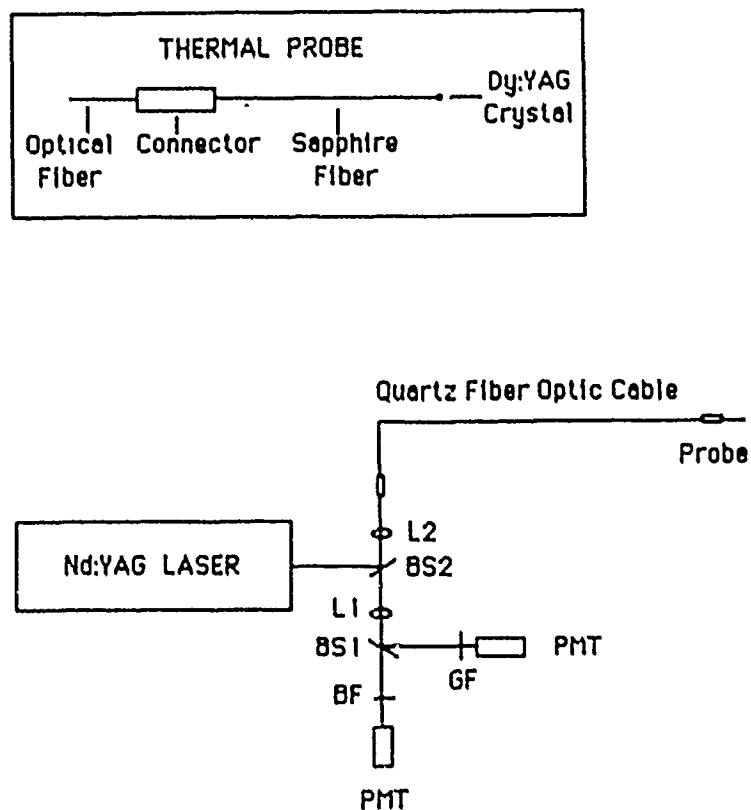 THERMAL PROBE
Dy:YAG
Crystal
Optical
Fiber
Connector
Sapphire
Fiber
Quartz Fiber Optic Cable
Probe
L2
Nd:YAG LASER
BS2
L1
BS1
PMT
GF
BF
PMT